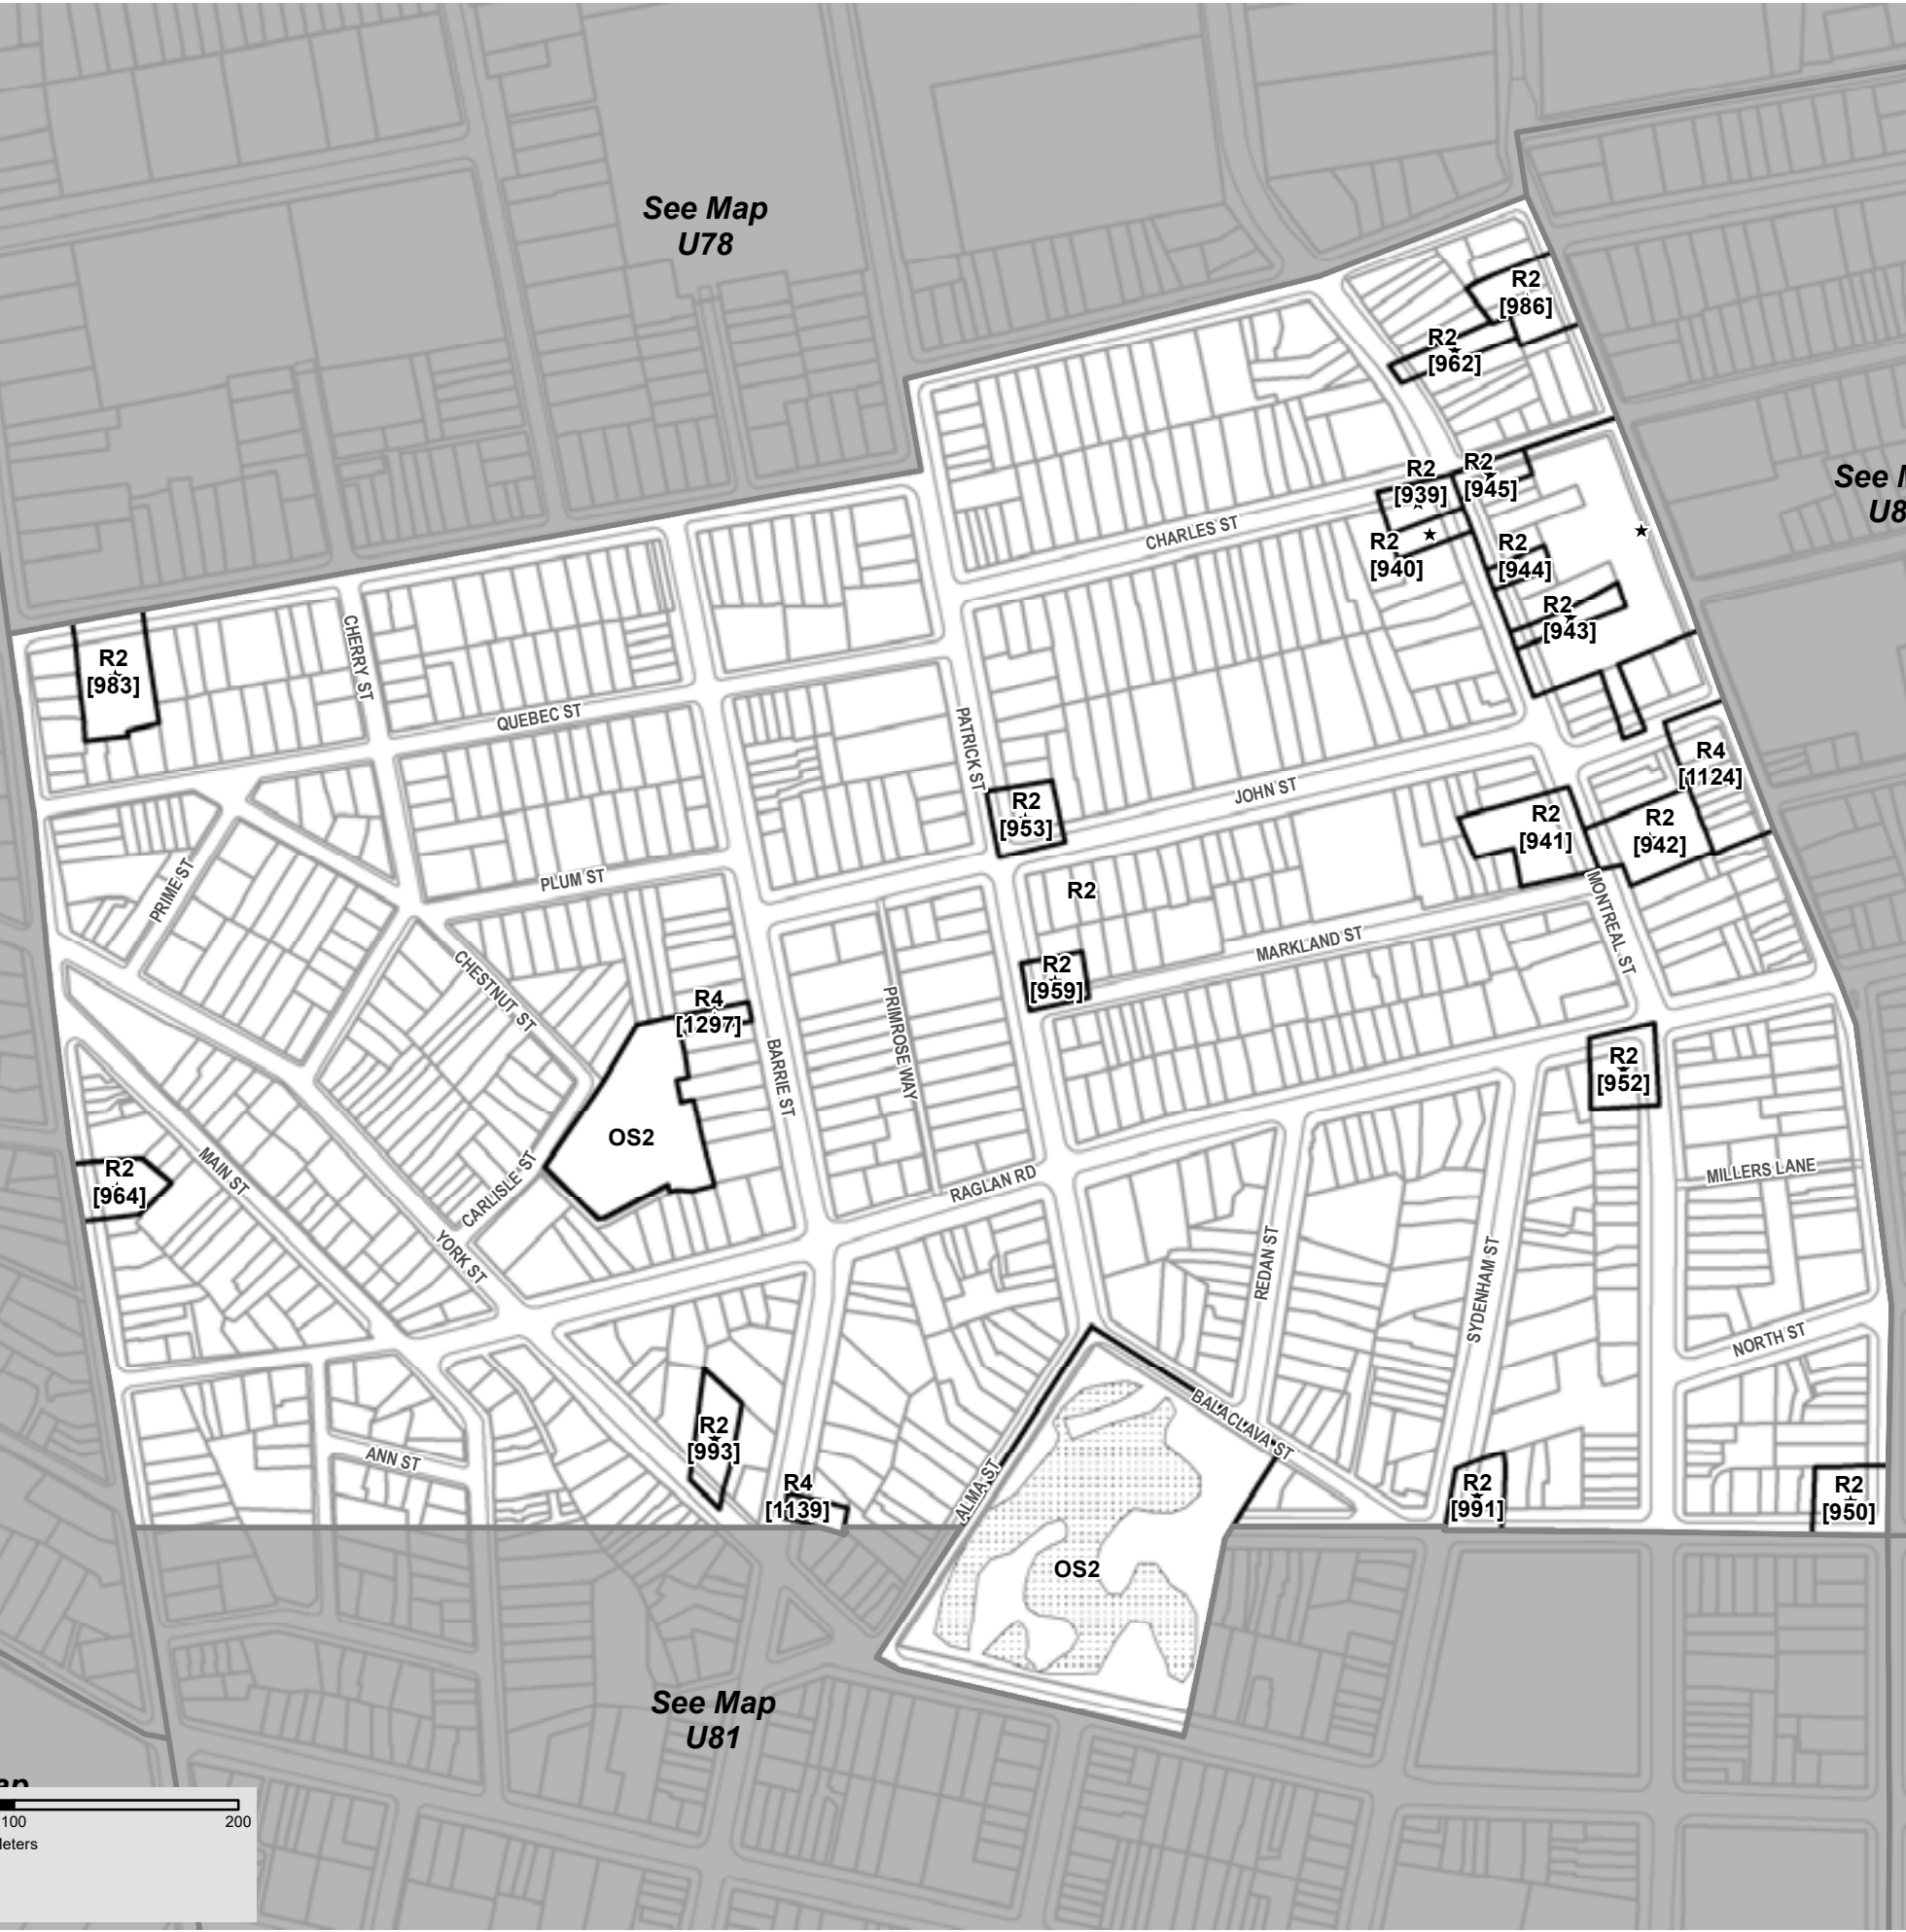 See Map
U78
R2
[986]
R2
[962]
See M
U8
R2
[939]
R2
[945]
CHARLES ST
R2
[940]
R2
[944]
R2
[943]
CHERRY ST
R2
[983]
QUEBEC ST
PATRICK ST
R4
[1124]
JOHN ST
R2
[953]
R2
[941]
R2
[942]
PRIME ST
PLUM ST
R2
MONTREAL ST
MARKLAND ST
CHESTNUT ST
R2
[959]
R4
[1297]
PRIMROSE WAY
BARRIE ST
R2
[952]
OS2
MAIN ST
R2
[964]
CARLISLE ST
RAGLAN RD
MILLERS LANE
YORK ST
REDAN ST
SYDENHAM ST
NORTH ST
BALACLAVA ST
R2
[993]
ANN ST
ALMA ST
R4
[1139]
R2
[991]
R2
[950]
OS2
See Map
U81
ap
100
200
leters